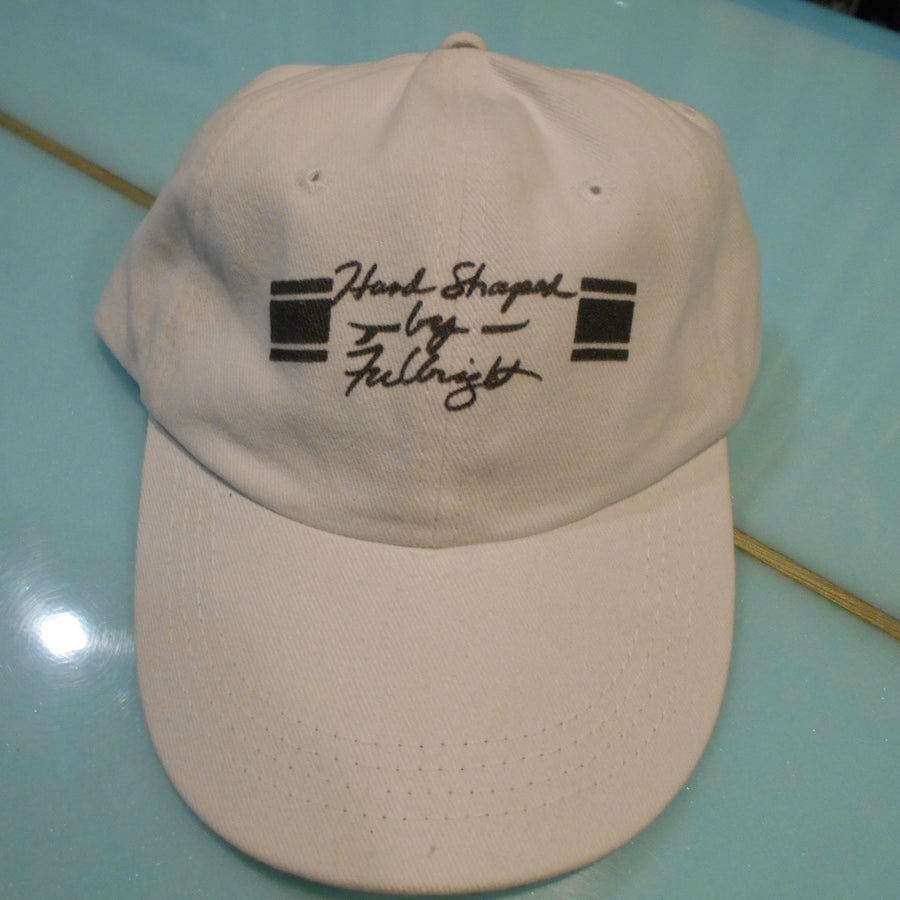 Hand Shaped
- by -
Fullbright